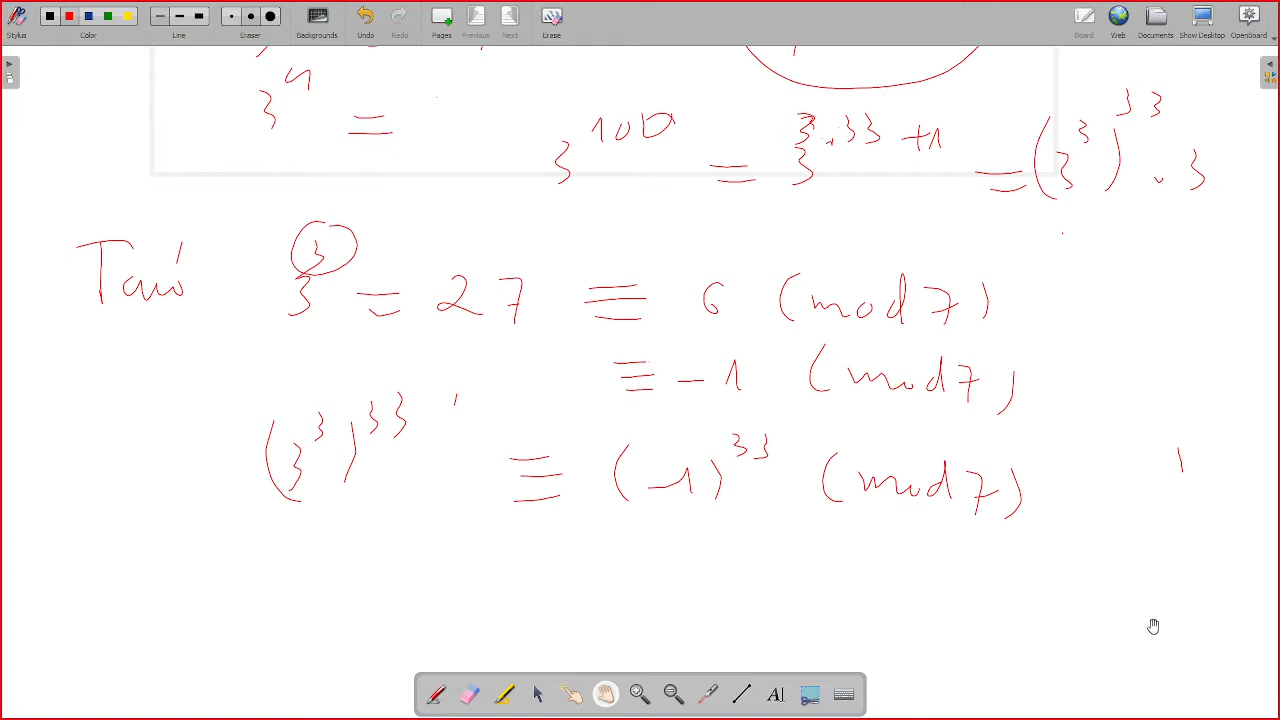 Stylus Color Line Eraser Backgrounds Undo Redo Pages Previous Next Erase Board Web Documents Show Desktop OpenBoard
3^4 =
3^100 = 3^3.33+1 = (3^3)^33 . 3
3^3 = 27 ≡ 6 (mod 7)
≡ -1 (mod 7)
(3^3)^33 ≡ (-1)^33 (mod 7)